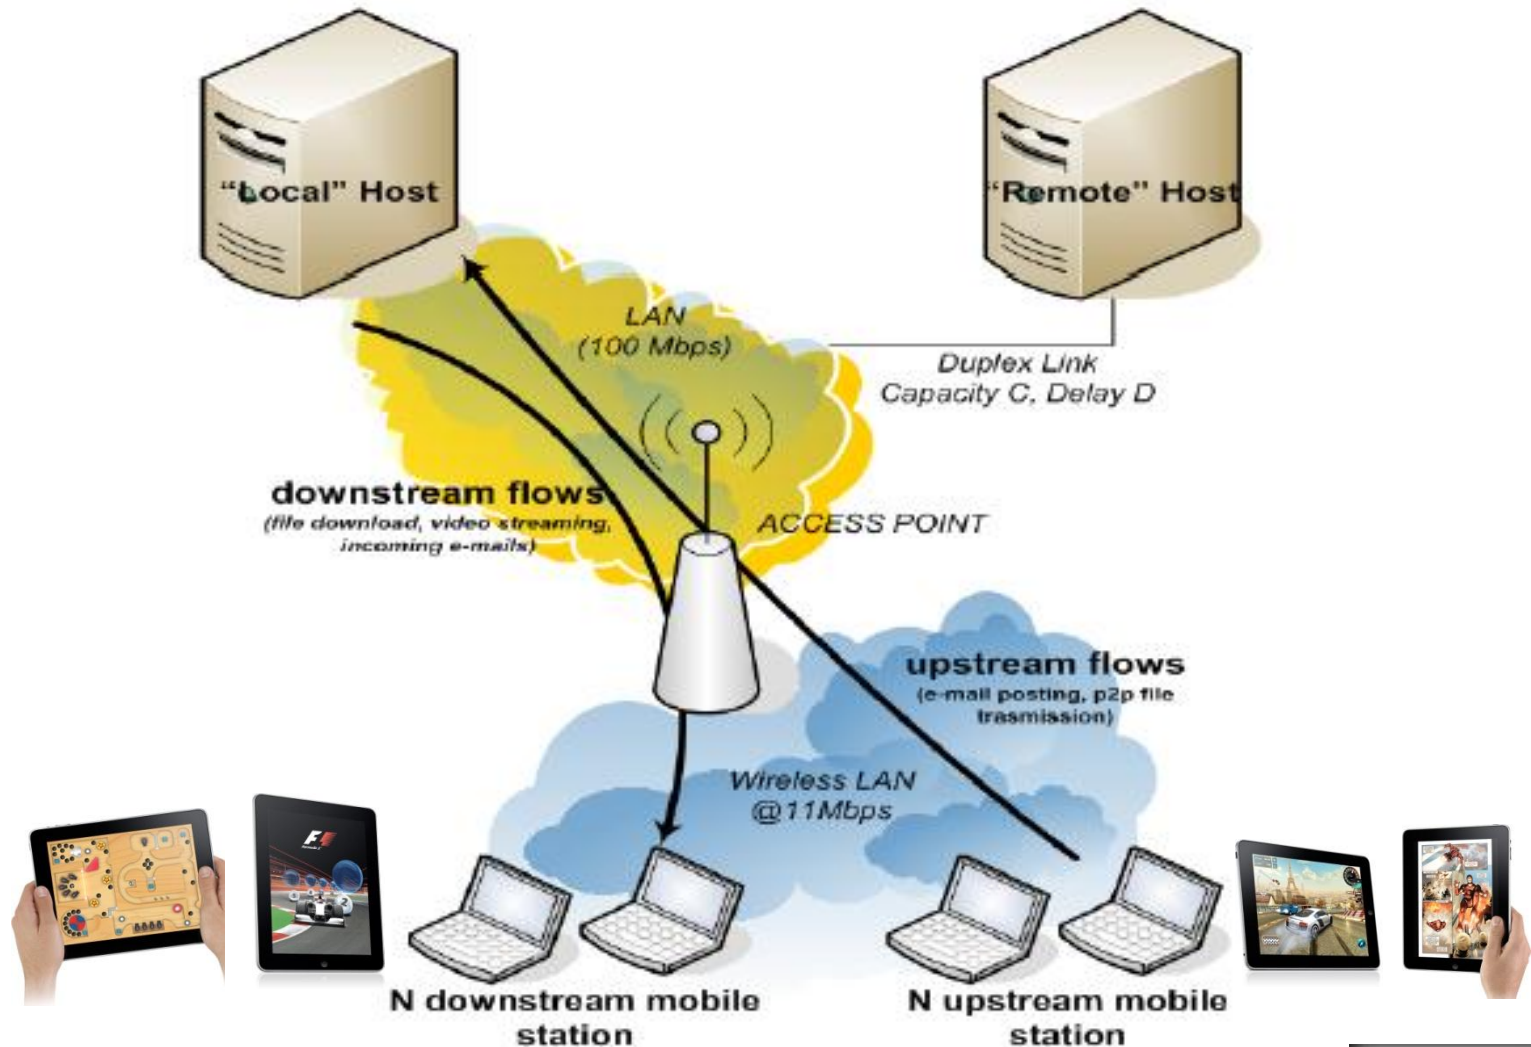 “Local” Host
“Remote” Host
LAN
(100 Mbps)
Duplex Link
Capacity C, Delay D
downstream flows
(file download, video streaming,
incoming e-mails)
ACCESS POINT
upstream flows
(e-mail posting, p2p file
trasmission)
Wireless LAN
@11Mbps
F1
N downstream mobile
station
N upstream mobile
station